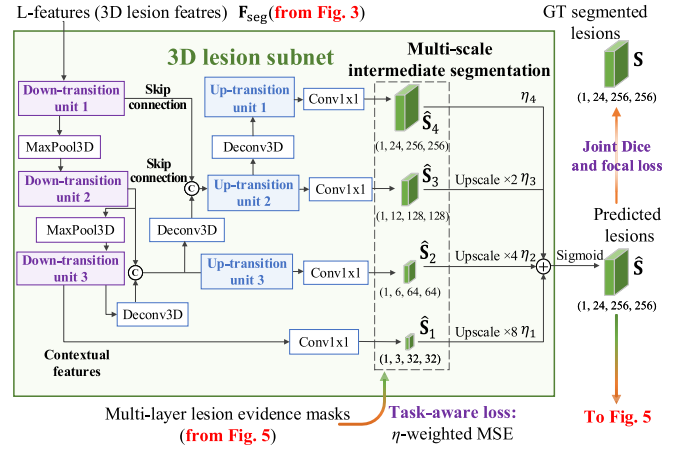 L-features (3D lesion featres) F_seg(from Fig. 3)
GT segmented
lesions
3D lesion subnet
Multi-scale
intermediate segmentation
S
(1, 24, 256, 256)
Down-transition
unit 1
Skip
connection
Up-transition
unit 1
Conv1x1
Ŝ4
(1, 24, 256, 256)
η4
Joint Dice
and focal loss
MaxPool3D
Deconv3D
Skip
connection
Down-transition
unit 2
C
Up-transition
unit 2
Conv1x1
Ŝ3
(1, 12, 128, 128)
Upscale ×2 η3
Predicted
lesions
MaxPool3D
Deconv3D
Down-transition
unit 3
C
Up-transition
unit 3
Conv1x1
Ŝ2
(1, 6, 64, 64)
Upscale ×4 η2
Sigmoid
Ŝ
(1, 24, 256, 256)
Deconv3D
Contextual
features
Conv1x1
Ŝ1
(1, 3, 32, 32)
Upscale ×8 η1
Multi-layer lesion evidence masks
(from Fig. 5)
Task-aware loss:
η-weighted MSE
To Fig. 5